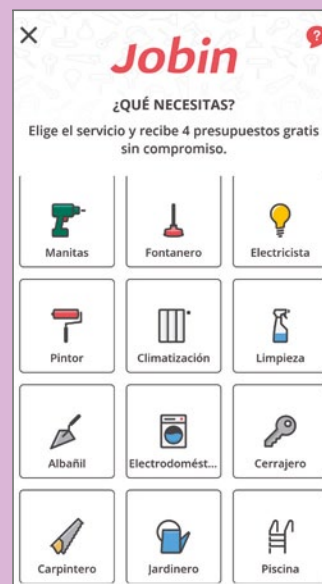 Jobin
?
¿QUÉ NECESITAS?
Elige el servicio y recibe 4 presupuestos gratis
sin compromiso.
Manitas
Fontanero
Electricista
Pintor
Climatización
Limpieza
Albañil
Electrodomést...
Cerrajero
Carpintero
Jardinero
Piscina